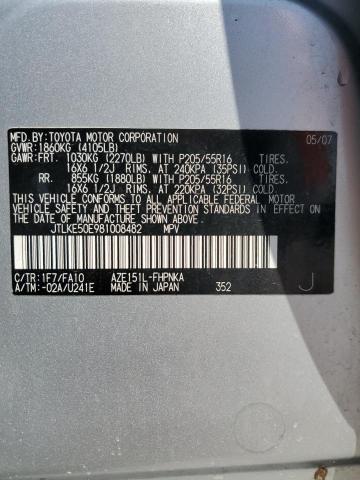 MFD.BY:TOYOTA MOTOR CORPORATION 05/07
GVWR:1860KG (4105LB)
GAWR:FRT. 1030KG (2270LB) WITH P205/55R16 TIRES.
16X6 1/2J RIMS, AT 240KPA (35PSI) COLD.
RR. 855KG (1880LB) WITH P205/55R16 TIRES.
16X6 1/2J RIMS, AT 220KPA (32PSI) COLD.
THIS VEHICLE CONFORMS TO ALL APPLICABLE FEDERAL
MOTOR VEHICLE SAFETY, BUMPER, AND THEFT PREVENTION
STANDARDS IN EFFECT ON THE DATE OF MANUFACTURE
SHOWN ABOVE.
JTLKE50E981008482 MPV
C/TR:1F7/FA10 AZE151L-FHPNKA J
A/TM:-02A/U241E MADE IN JAPAN 352